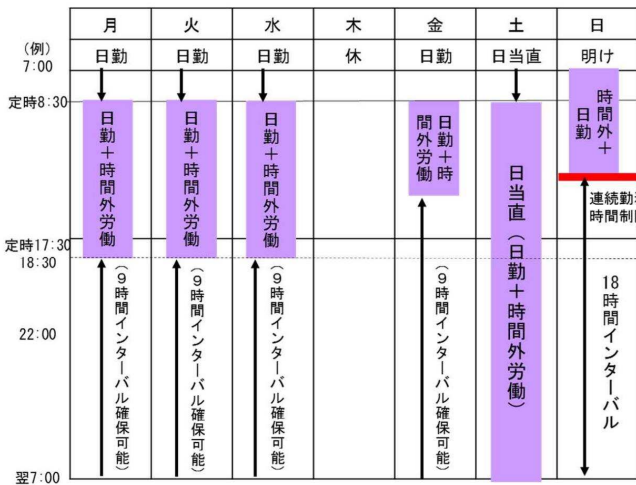 月 火 水 木 金 土 日
(例) 日勤 日勤 日勤 休 日勤 日当直 明け
7:00
定時8:30
日勤＋時間外労働
日勤＋時間外労働
日勤＋時間外労働
日勤＋時
間外労働
日当直(日勤＋時間外労働)
時間外＋
日勤
連続勤
時間制
定時17:30
18:30
22:00
翌7:00
(９時間インターバル確保可能)
(９時間インターバル確保可能)
(９時間インターバル確保可能)
(９時間インターバル確保可能)
18時間インターバル